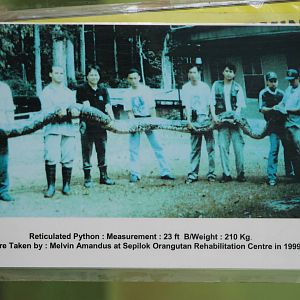 Reticulated Python : Measurement : 23 ft B/Weight : 210 Kg.
re Taken by : Melvin Amandus at Sepilok Orangutan Rehabilitation Centre in 1999